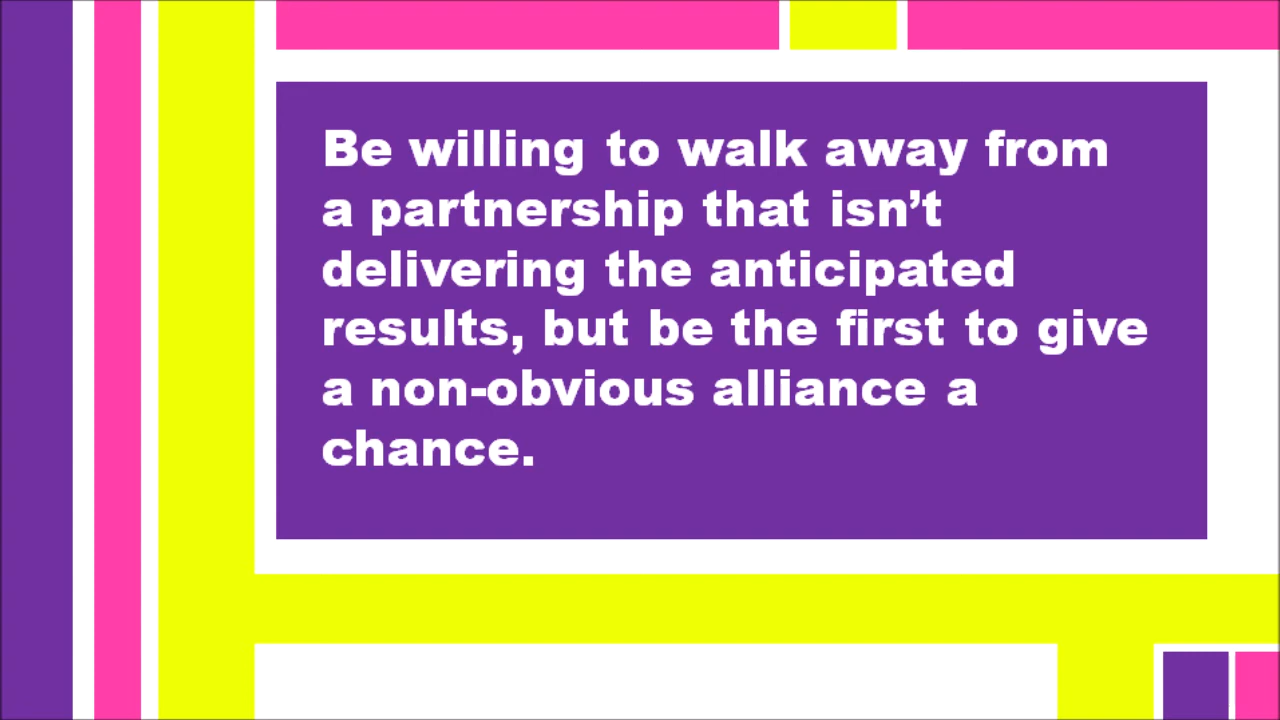 Be willing to walk away from
a partnership that isn’t
delivering the anticipated
results, but be the first to give
a non-obvious alliance a
chance.